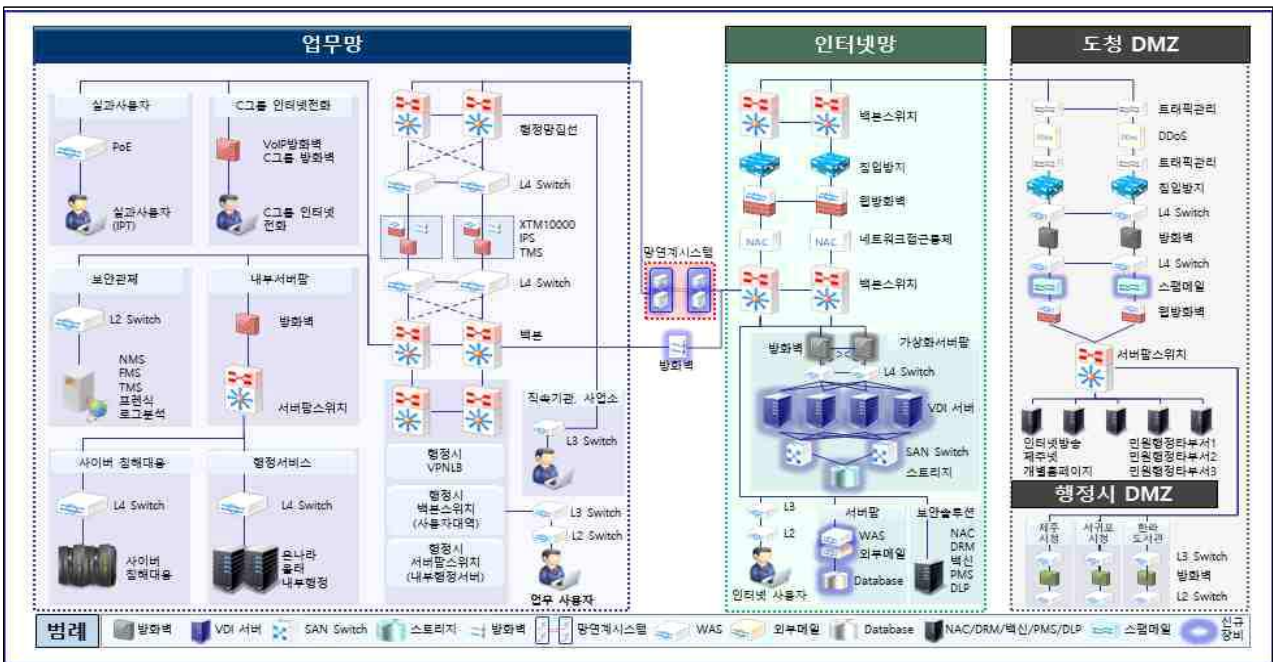 업무망
실과사용자
PoE
실과사용자
(IPT)
C그룹 인터넷전화
VoIP방화벽
C그룹 방화벽
C그룹 인터넷
전화
행정망집선
L4 Switch
XTM10000
IPS
TMS
L4 Switch
백본
보안관제
L2 Switch
NMS
FMS
TMS
포렌식
로그분석
내부서버팜
방화벽
서버팜스위치
사이버 침해대응
L4 Switch
사이버
침해대응
행정서비스
L4 Switch
온나라
올래
내부행정
행정시
VPNLB
행정시
백본스위치
(사용자대역)
행정시
서버팜스위치
(내부행정서버)
직속기관, 사업소
L3 Switch
L3 Switch
L2 Switch
업무 사용자
망연계시스템
방화벽
인터넷망
백본스위치
침입방지
웹방화벽
NAC
NAC
네트워크접근통제
백본스위치
방화벽
가상화서버팜
L4 Switch
VDI 서버
SAN Switch
스토리지
L3
L2
인터넷 사용자
서버팜
WAS
외부메일
Database
보안솔루션
NAC
DRM
백신
PMS
DLP
도청 DMZ
트래픽관리
DDoS
DDoS
DDoS
트래픽관리
침입방지
L4 Switch
방화벽
L4 Switch
스팸메일
웹방화벽
서버팜스위치
인터넷방송
제주넷
개별홈페이지
민원행정타부서1
민원행정타부서2
민원행정타부서3
행정시 DMZ
제주
시청
서귀포
시청
한라
도서관
L3 Switch
방화벽
L2 Switch
범례
방화벽
VDI 서버
SAN Switch
스토리지
방화벽
망연계시스템
WAS
외부메일
Database
NAC/DRM/백신/PMS/DLP
스팸메일
신규
장비